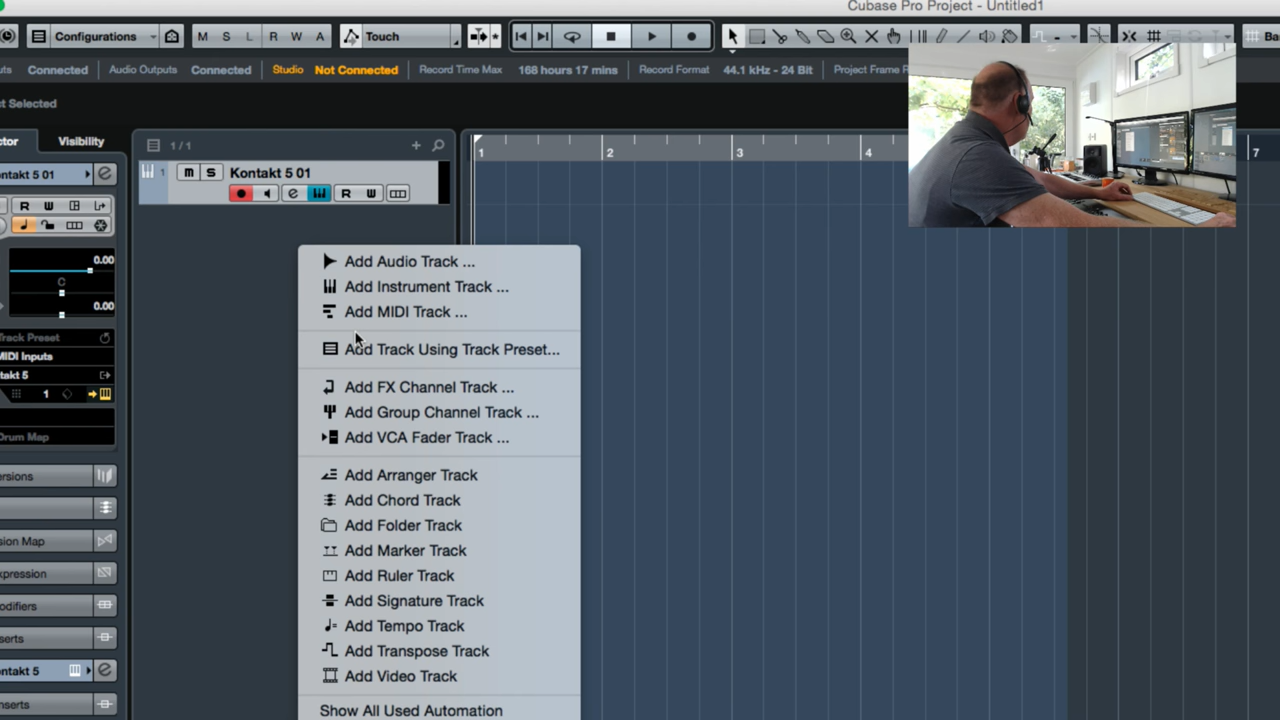 Cubase Pro Project - Untitled1
Configurations M S L R W A Touch Ba
uts Connected Audio Outputs Connected Studio Not Connected Record Time Max 168 hours 17 mins Record Format 44.1 kHz - 24 Bit Project Frame R
ct Selected
ctor Visibility 1 / 1 + 1 2 3 4 7
ontakt 5 01 e 1 m S Kontakt 5 01
R W e R W
0.00
C
0.00
Track Preset
MIDI Inputs
takt 5
1
Drum Map
ersions
sion Map
xpression
odifiers
serts
ontakt 5 e
nserts
Add Audio Track ...
Add Instrument Track ...
Add MIDI Track ...
Add Track Using Track Preset...
Add FX Channel Track ...
Add Group Channel Track ...
Add VCA Fader Track ...
Add Arranger Track
Add Chord Track
Add Folder Track
Add Marker Track
Add Ruler Track
Add Signature Track
Add Tempo Track
Add Transpose Track
Add Video Track
Show All Used Automation